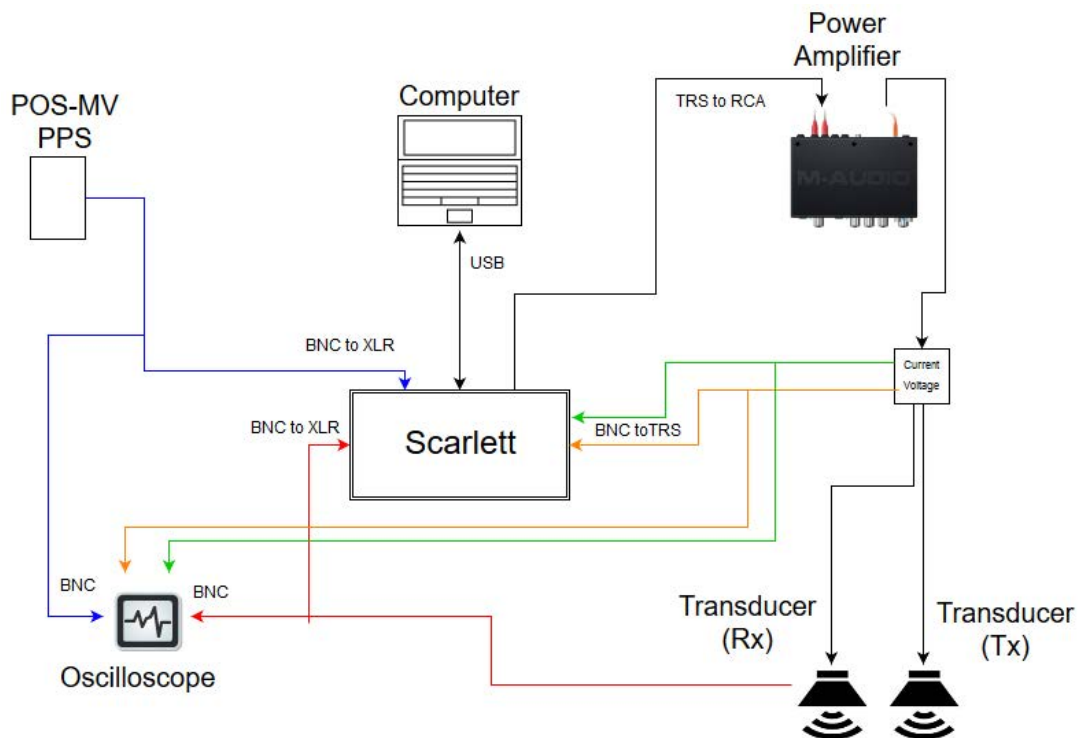 Power
Amplifier
POS-MV
PPS
Computer
TRS to RCA
M-AUDIO
USB
BNC to XLR
Current
Voltage
BNC to XLR
Scarlett
BNC toTRS
BNC
BNC
Oscilloscope
Transducer
(Rx)
Transducer
(Tx)